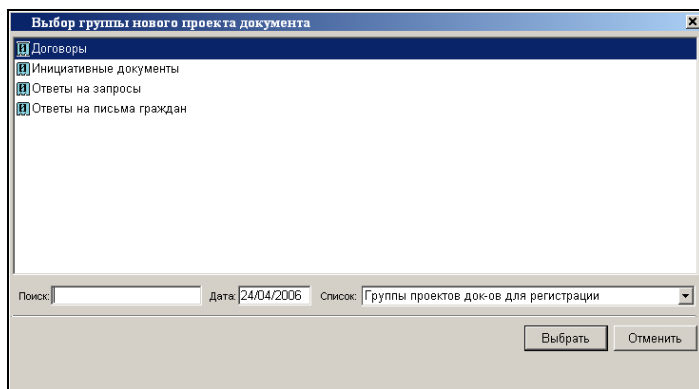 Выбор группы нового проекта документа
Договоры
Инициативные документы
Ответы на запросы
Ответы на письма граждан
Поиск: Дата: 24/04/2006 Список: Группы проектов док-ов для регистрации
Выбрать Отменить